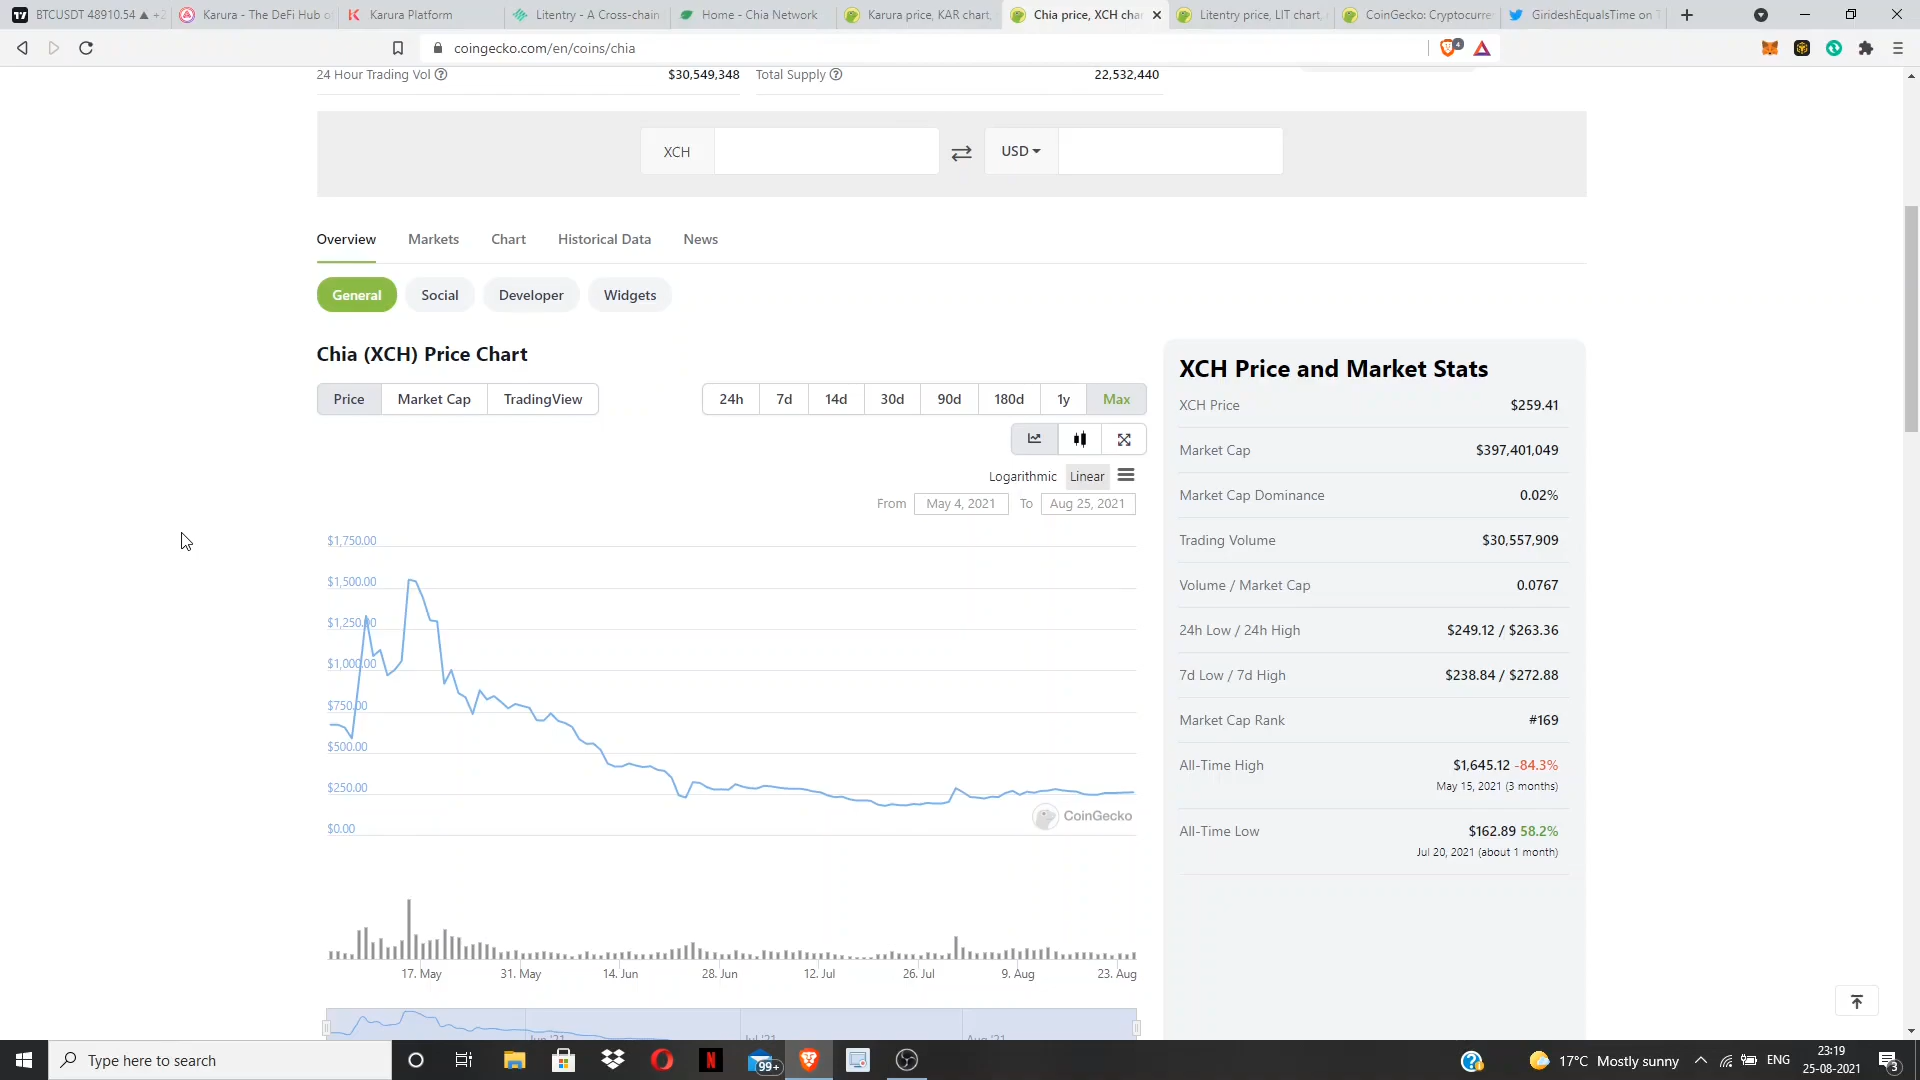 BTCUSDT 48910.54 ▲ +2
Karura - The DeFi Hub o
Karura Platform
Litentry - A Cross-chain
Home - Chia Network
Karura price, KAR chart,
Chia price, XCH char
Litentry price, LIT chart,
CoinGecko: Cryptocurre
GirideshEqualsTime on T
coingecko.com/en/coins/chia
4
24 Hour Trading Vol $30,549,348
Total Supply 22,532,440
XCH
USD
Overview
Markets
Chart
Historical Data
News
General
Social
Developer
Widgets
Chia (XCH) Price Chart
Price
Market Cap
TradingView
24h
7d
14d
30d
90d
180d
1y
Max
Logarithmic
Linear
From May 4, 2021 To Aug 25, 2021
$1,750.00
$1,500.00
$1,250.00
$1,000.00
$750.00
$500.00
$250.00
$0.00
CoinGecko
17. May
31. May
14. Jun
28. Jun
12. Jul
26. Jul
9. Aug
23. Aug
Jul '21
Aug '21
XCH Price and Market Stats
XCH Price $259.41
Market Cap $397,401,049
Market Cap Dominance 0.02%
Trading Volume $30,557,909
Volume / Market Cap 0.0767
24h Low / 24h High $249.12 / $263.36
7d Low / 7d High $238.84 / $272.88
Market Cap Rank #169
All-Time High $1,645.12 -84.3%
May 15, 2021 (3 months)
All-Time Low $162.89 58.2%
Jul 20, 2021 (about 1 month)
Type here to search
99+
17°C Mostly sunny
ENG
23:19
25-08-2021
3